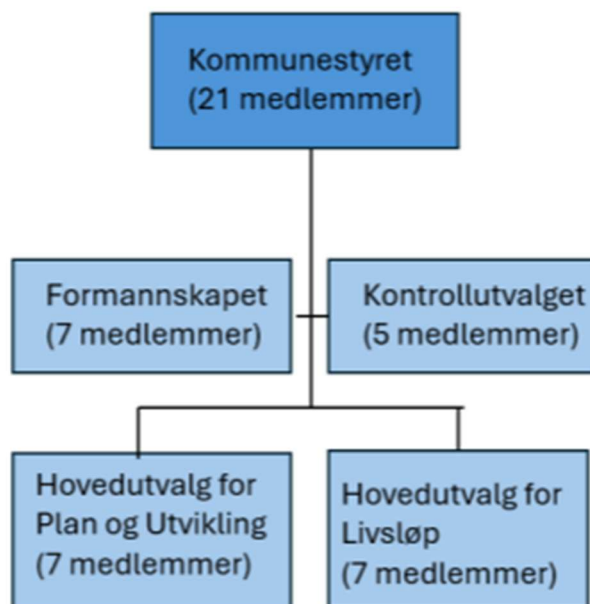 Kommunestyret
(21 medlemmer)
Formannskapet
(7 medlemmer)
Kontrollutvalget
(5 medlemmer)
Hovedutvalg for
Plan og Utvikling
(7 medlemmer)
Hovedutvalg for
Livsløp
(7 medlemmer)